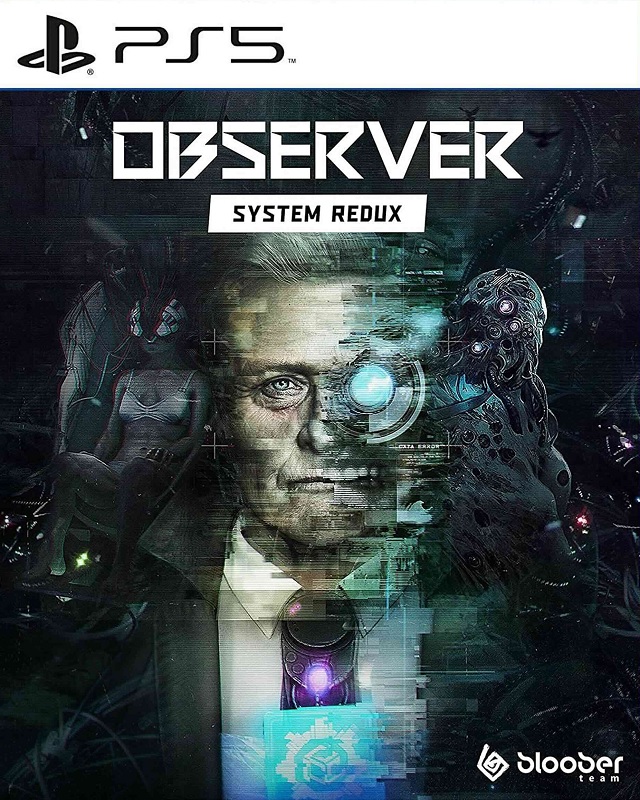 PS5
OBSERVER
SYSTEM REDUX
DATA ERROR
bloober
team